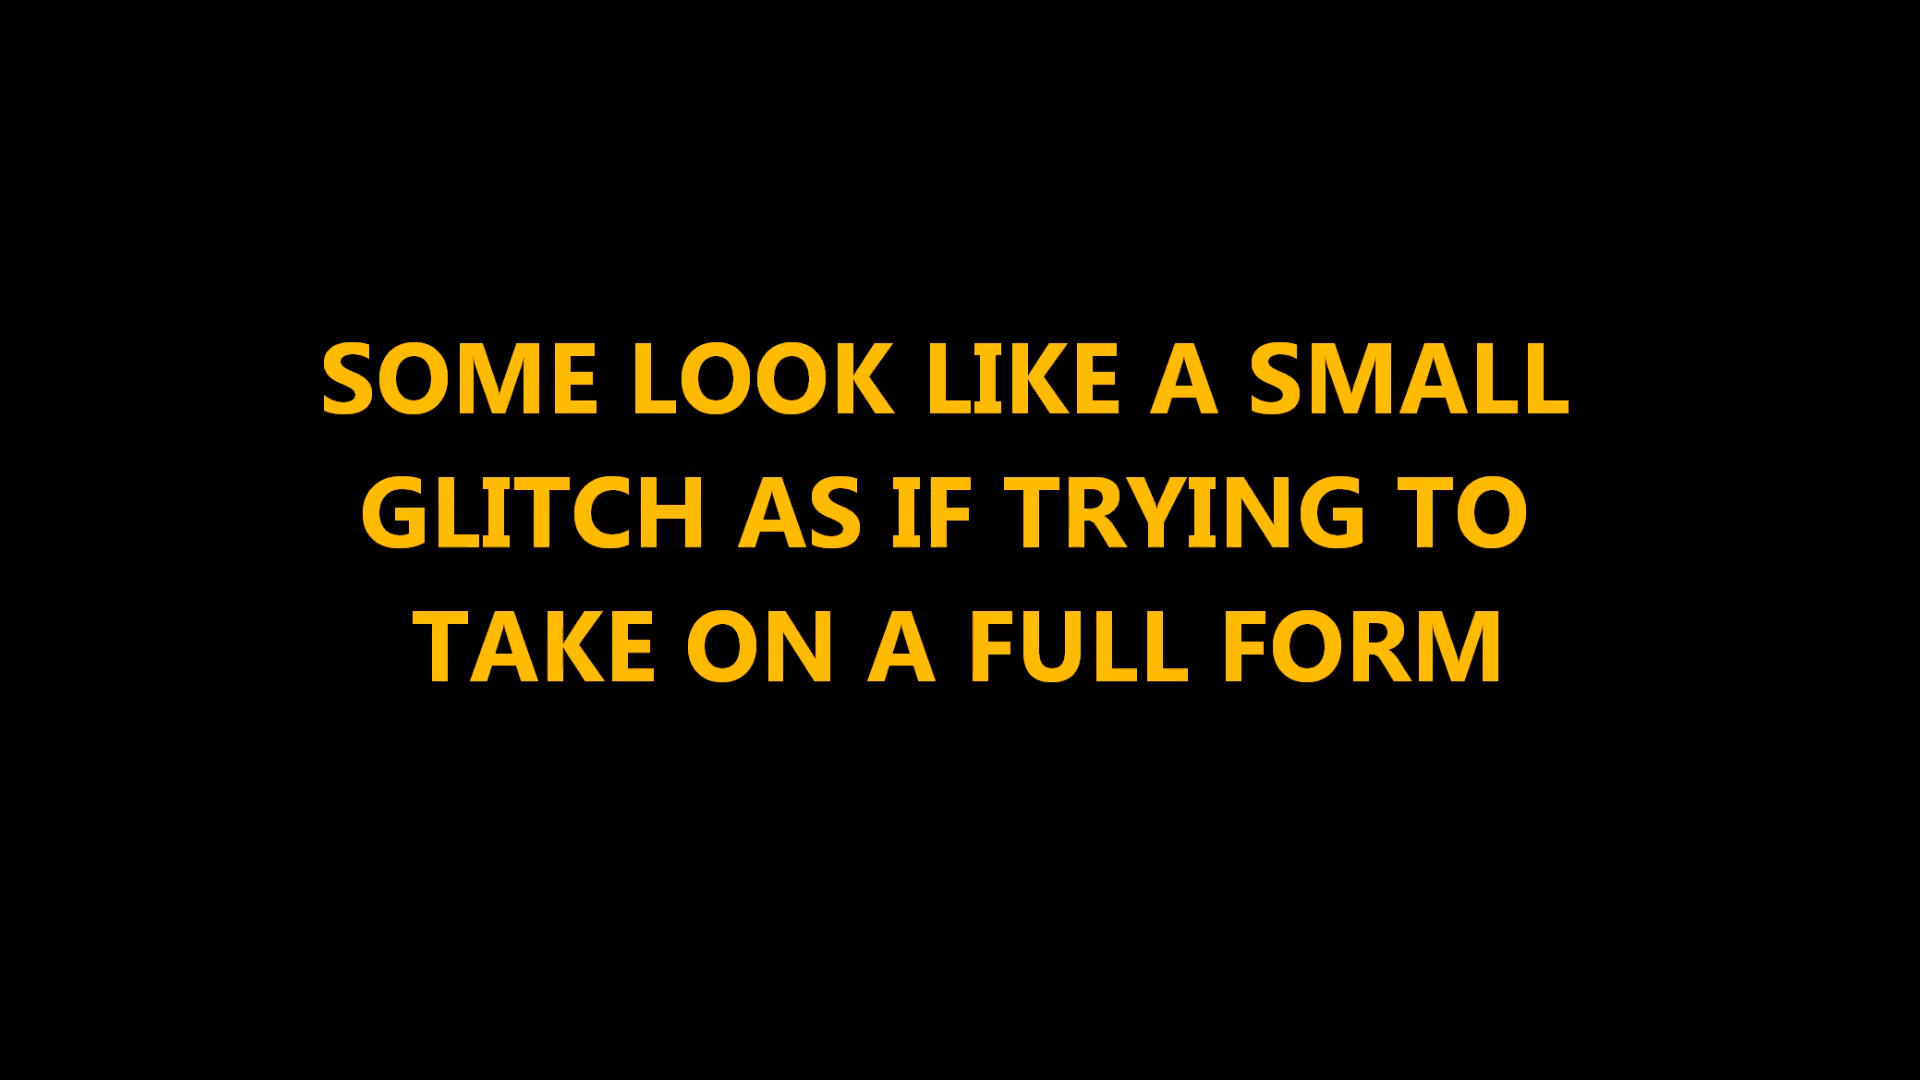 SOME LOOK LIKE A SMALL
GLITCH AS IF TRYING TO
TAKE ON A FULL FORM